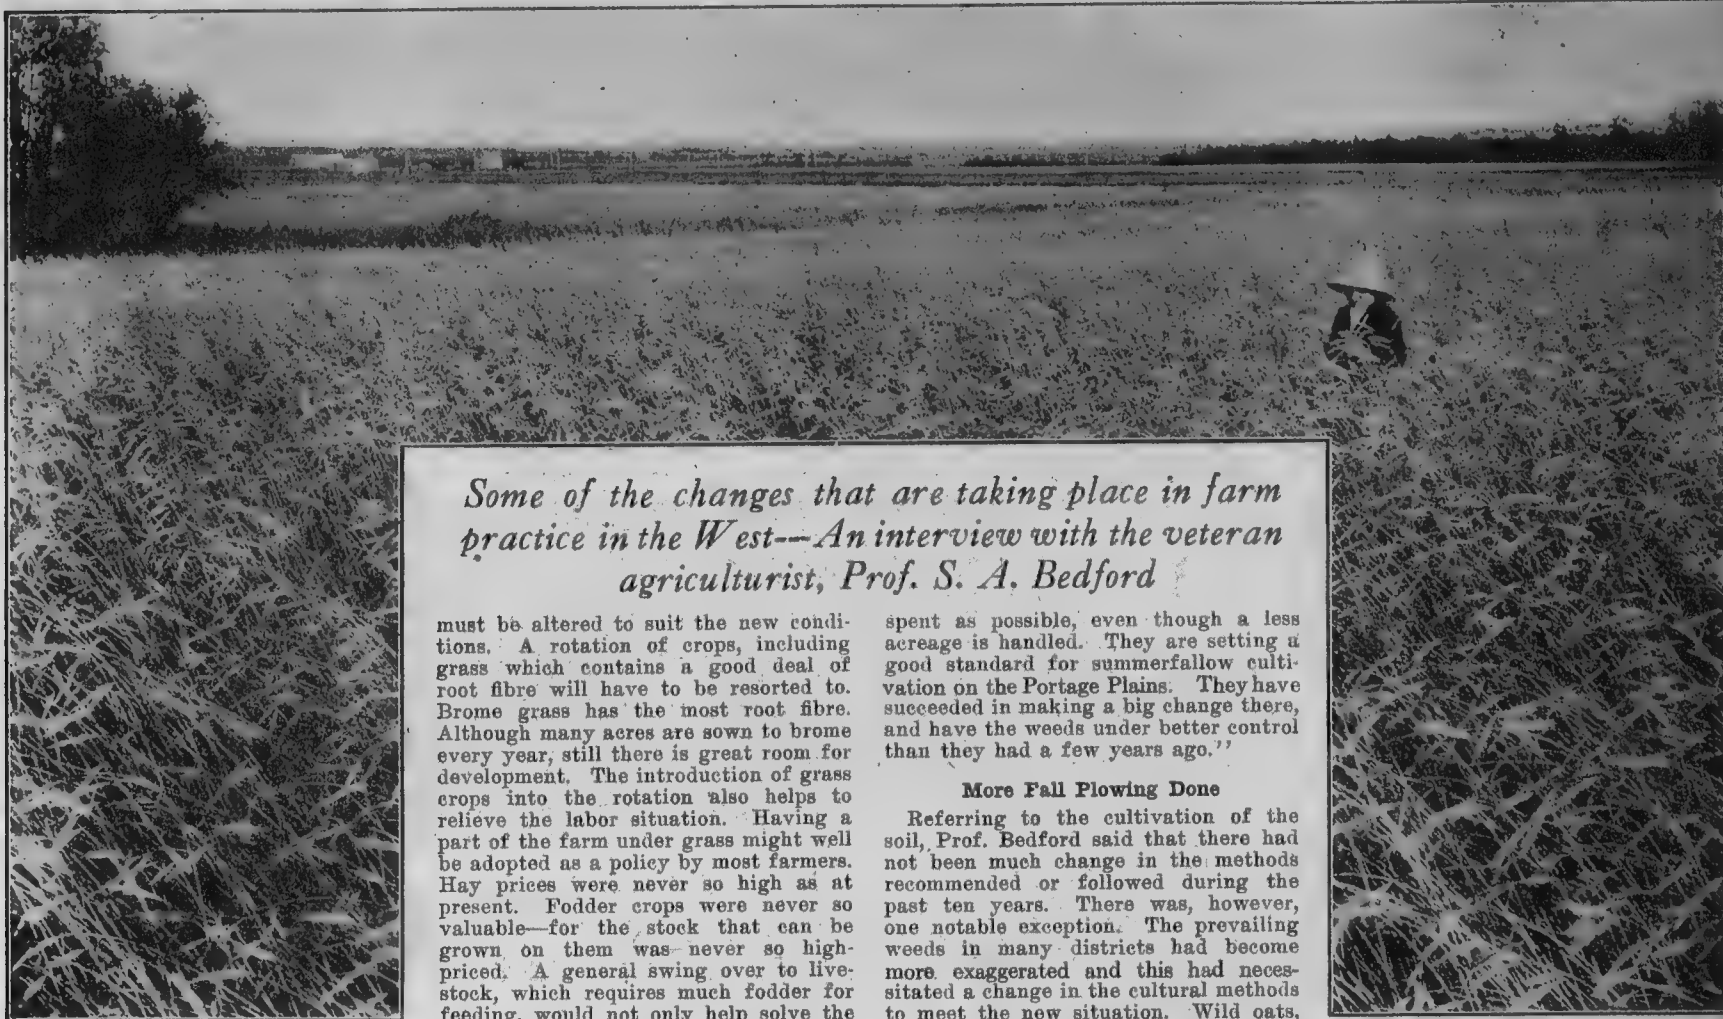 Some of the changes that are taking place in farm
practice in the West--An interview with the veteran
agriculturist, Prof. S. A. Bedford
must be altered to suit the new condi-
tions. A rotation of crops, including
grass which contains a good deal of
root fibre will have to be resorted to.
Brome grass has the most root fibre.
Although many acres are sown to brome
every year, still there is great room for
development. The introduction of grass
crops into the rotation also helps to
relieve the labor situation. Having a
part of the farm under grass might well
be adopted as a policy by most farmers.
Hay prices were never so high as at
present. Fodder crops were never so
valuable—for the stock that can be
grown on them was never so high-
priced. A general swing over to live-
stock, which requires much fodder for
feeding, would not only help solve the
spent as possible, even though a less
acreage is handled. They are setting a
good standard for summerfallow culti-
vation on the Portage Plains. They have
succeeded in making a big change there,
and have the weeds under better control
than they had a few years ago.''
More Fall Plowing Done
Referring to the cultivation of the
soil, Prof. Bedford said that there had
not been much change in the methods
recommended or followed during the
past ten years. There was, however,
one notable exception. The prevailing
weeds in many districts had become
more exaggerated and this had neces-
sitated a change in the cultural methods
to meet the new situation. Wild oats,